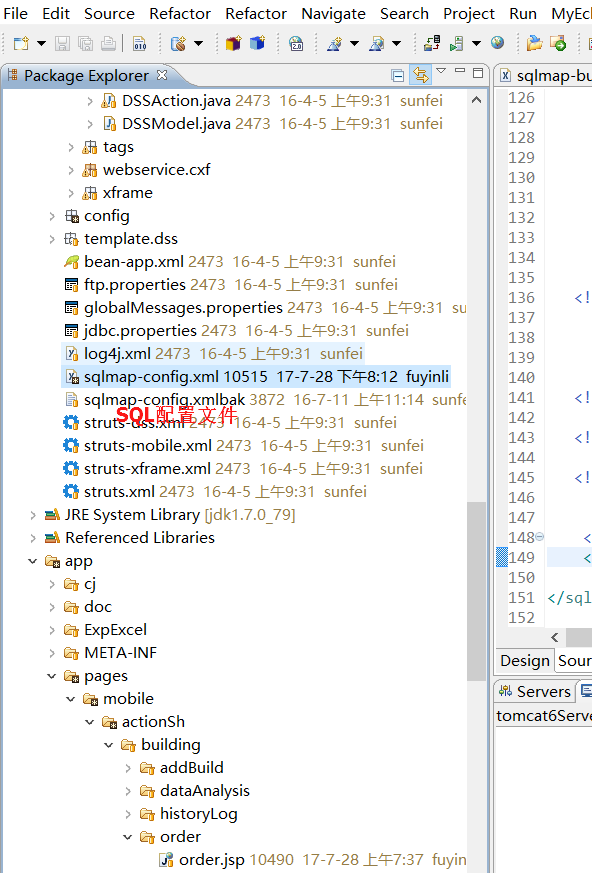 File Edit Source Refactor Refactor Navigate Search Project Run MyEc
Package Explorer
sqlmap-bu
DSSAction.java 2473 16-4-5 上午9:31 sunfei
DSSModel.java 2473 16-4-5 上午9:31 sunfei
tags
webservice.cxf
xframe
config
template.dss
bean-app.xml 2473 16-4-5 上午9:31 sunfei
ftp.properties 2473 16-4-5 上午9:31 sunfei
globalMessages.properties 2473 16-4-5 上午9:31 su
jdbc.properties 2473 16-4-5 上午9:31 sunfei
log4j.xml 2473 16-4-5 上午9:31 sunfei
sqlmap-config.xml 10515 17-7-28 下午8:12 fuyinli
sqlmap-config.xmlbak 3872 16-7-11 上午11:14 sunfe
SQL配置文件
struts-dss.xml 2473 16-4-5 上午9:31 sunfei
struts-mobile.xml 2473 16-4-5 上午9:31 sunfei
struts-xframe.xml 2473 16-4-5 上午9:31 sunfei
struts.xml 2473 16-4-5 上午9:31 sunfei
JRE System Library [jdk1.7.0_79]
Referenced Libraries
app
cj
doc
ExpExcel
META-INF
pages
mobile
actionSh
building
addBuild
dataAnalysis
historyLog
order
order.jsp 10490 17-7-28 上午7:37 fuyin
126
127
128
129
130
131
132
133
134
135
136 <!
137
138
139
140
141 <!
142
143 <!
144
145 <!
146
147
148 <
149 <
150
151 </sql
152
Design Sour
Servers
tomcat6Serve